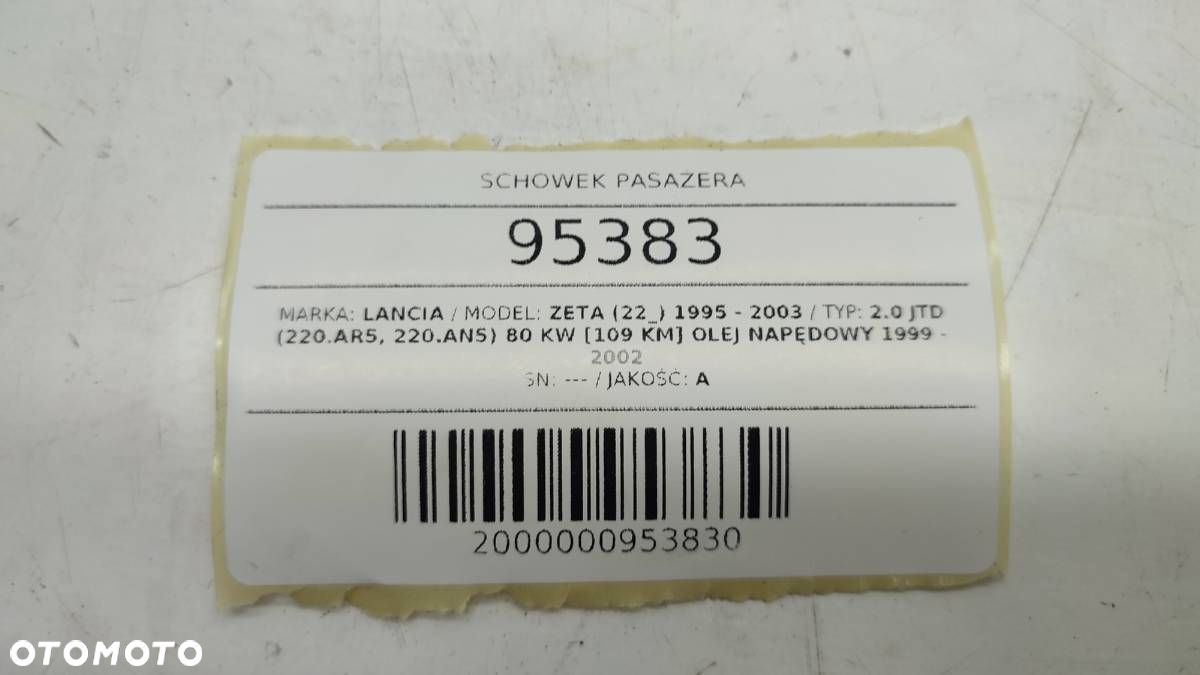 SCHOWEK PASAŻERA
95383
MARKA: LANCIA / MODEL: ZETA (22_) 1995 - 2003 / TYP: 2.0 JTD
(220.AR5, 220.AN5) 80 KW [109 KM] OLEJ NAPĘDOWY 1999 -
2002
SN: --- / JAKOŚĆ: A
2000000953830
OTOMOTO